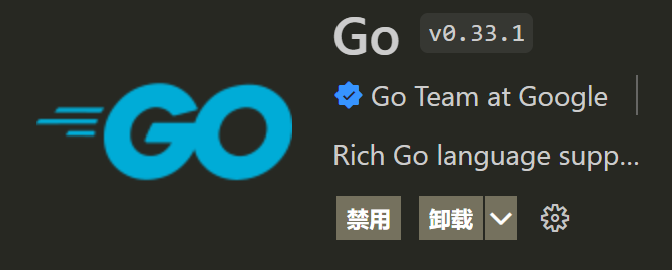 Go v0.33.1
GO
Go Team at Google
Rich Go language supp...
禁用 卸载